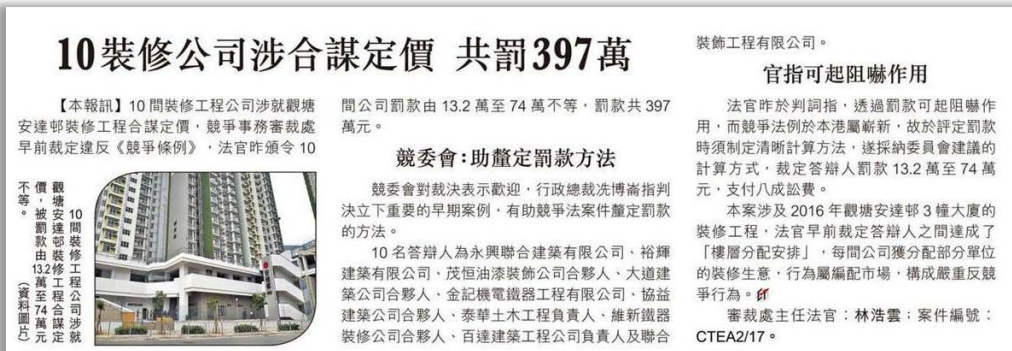 10裝修公司涉合謀定價 共罰397萬
【本報訊】10間裝修工程公司涉就觀塘
安達邨裝修工程合謀定價，競爭事務審裁處
早前裁定違反《競爭條例》，法官昨頒令10
10間裝修工程公司涉就
觀塘安達邨裝修工程合謀定
價，被罰款由13.2萬至74萬元
不等。
（資料圖片）
間公司罰款由13.2萬至74萬不等，罰款共397
萬元。
競委會：助釐定罰款方法
競委會對裁決表示歡迎，行政總裁冼博崙指判
決立下重要的早期案例，有助競爭法案件釐定罰款
的方法。
10名答辯人為永興聯合建築有限公司、裕輝
建築有限公司、茂恒油漆裝飾公司合夥人、大道建
築公司合夥人、金記機電鐵器工程有限公司、協益
建築公司合夥人、泰華土木工程負責人、維新鐵器
裝修公司合夥人、百達建築工程公司負責人及聯合
裝飾工程有限公司。
官指可起阻嚇作用
法官昨於判詞指，透過罰款可起阻嚇作
用，而競爭法例於本港屬嶄新，故於評定罰款
時須制定清晰計算方法，遂採納委員會建議的
計算方式，裁定答辯人罰款13.2萬至74萬
元，支付八成訟費。
本案涉及2016年觀塘安達邨3幢大廈的
裝修工程，法官早前裁定答辯人之間達成了
「樓層分配安排」，每間公司獲分配部分單位
的裝修生意，行為屬編配市場，構成嚴重反競
爭行為。
審裁處主任法官：林浩雲；案件編號：
CTEA2/17。